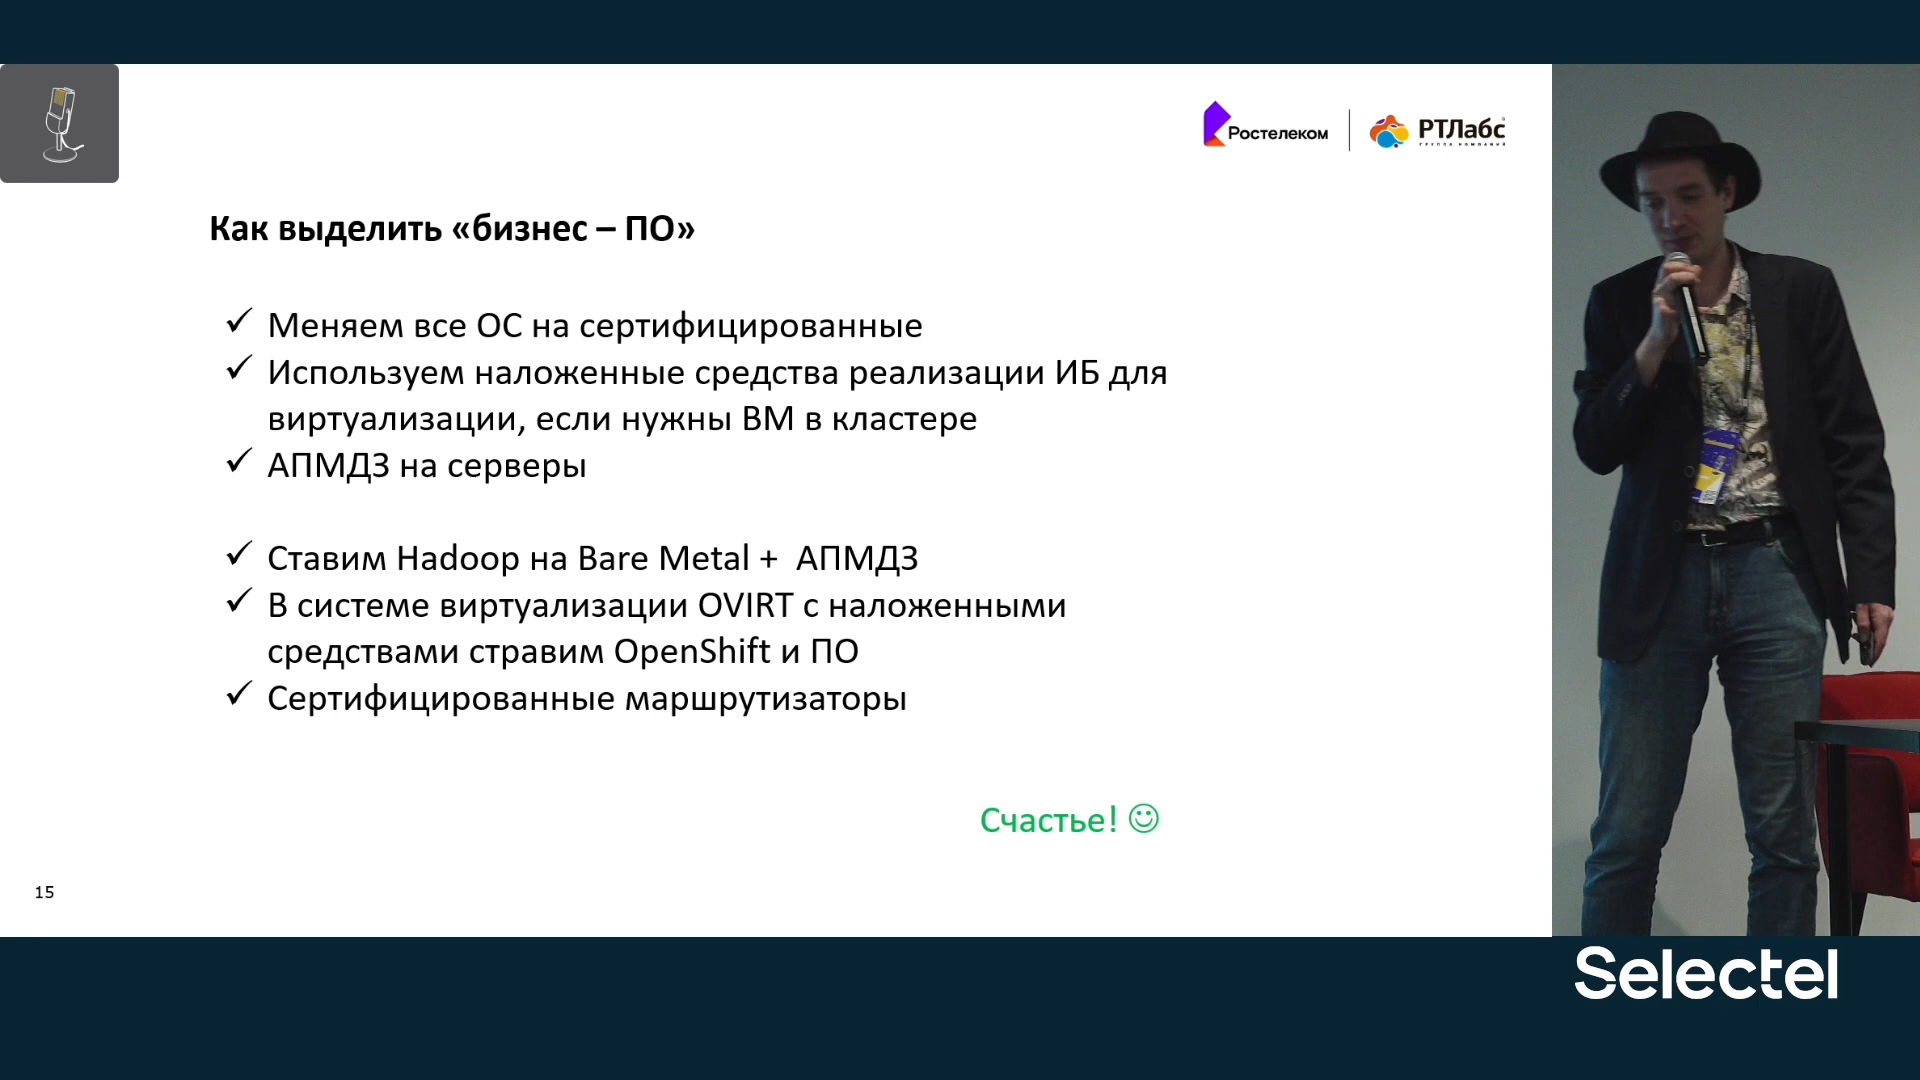 Ростелеком
РТЛабс
ГРУППА КОМПАНИЙ
Как выделить «бизнес – ПО»
✓ Меняем все ОС на сертифицированные
✓ Используем наложенные средства реализации ИБ для
виртуализации, если нужны ВМ в кластере
✓ АПМДЗ на серверы
✓ Ставим Hadoop на Bare Metal + АПМДЗ
✓ В системе виртуализации OVIRT с наложенными
средствами стравим OpenShift и ПО
✓ Сертифицированные маршрутизаторы
Счастье! ☺
15
Selectel